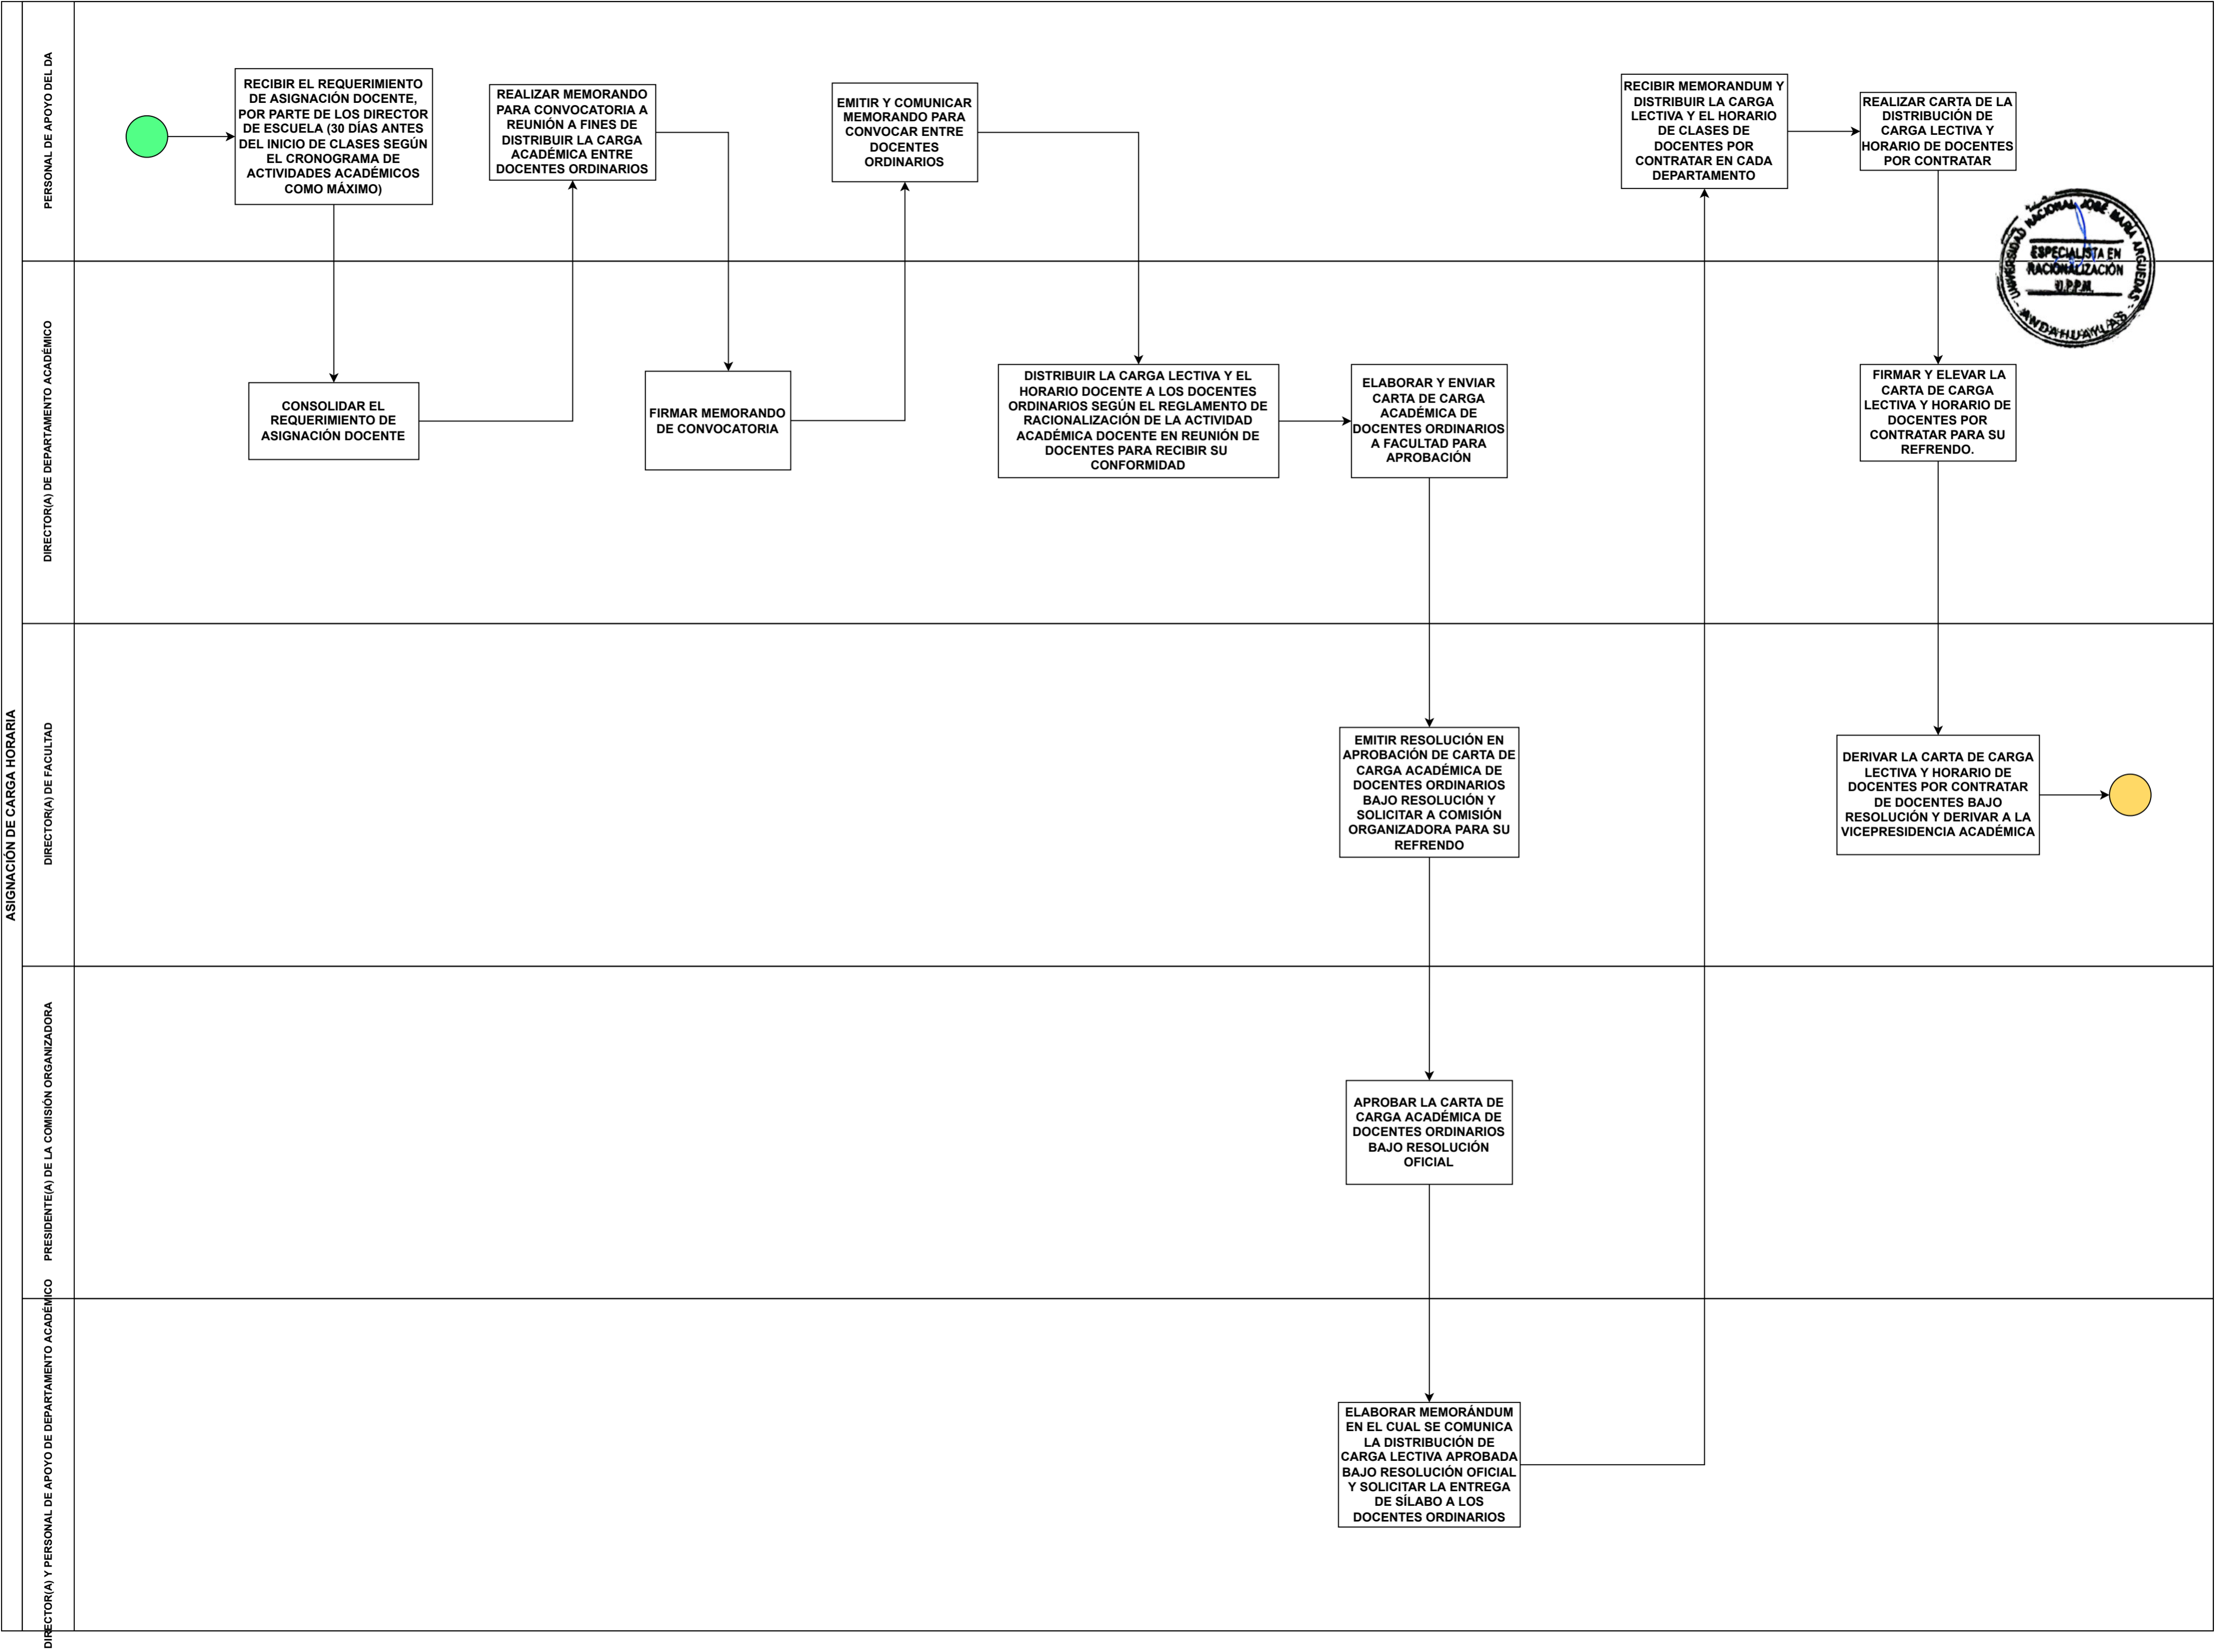 ASIGNACIÓN DE CARGA HORARIA
PERSONAL DE APOYO DEL DA
RECIBIR EL REQUERIMIENTO
DE ASIGNACIÓN DOCENTE,
POR PARTE DE LOS DIRECTOR
DE ESCUELA (30 DÍAS ANTES
DEL INICIO DE CLASES SEGÚN
EL CRONOGRAMA DE
ACTIVIDADES ACADÉMICOS
COMO MÁXIMO)
REALIZAR MEMORANDO
PARA CONVOCATORIA A
REUNIÓN A FINES DE
DISTRIBUIR LA CARGA
ACADÉMICA ENTRE
DOCENTES ORDINARIOS
EMITIR Y COMUNICAR
MEMORANDO PARA
CONVOCAR ENTRE
DOCENTES
ORDINARIOS
RECIBIR MEMORANDUM Y
DISTRIBUIR LA CARGA
LECTIVA Y EL HORARIO
DE CLASES DE
DOCENTES POR
CONTRATAR EN CADA
DEPARTAMENTO
REALIZAR CARTA DE LA
DISTRIBUCIÓN DE
CARGA LECTIVA Y
HORARIO DE DOCENTES
POR CONTRATAR
UNIVERSIDAD NACIONAL JOSÉ MARÍA ARGUEDAS
ESPECIALISTA EN
RACIONALIZACIÓN
U.P.P.M.
- ANDAHUAYLAS -
DIRECTOR(A) DE DEPARTAMENTO ACADÉMICO
CONSOLIDAR EL
REQUERIMIENTO DE
ASIGNACIÓN DOCENTE
FIRMAR MEMORANDO
DE CONVOCATORIA
DISTRIBUIR LA CARGA LECTIVA Y EL
HORARIO DOCENTE A LOS DOCENTES
ORDINARIOS SEGÚN EL REGLAMENTO DE
RACIONALIZACIÓN DE LA ACTIVIDAD
ACADÉMICA DOCENTE EN REUNIÓN DE
DOCENTES PARA RECIBIR SU
CONFORMIDAD
ELABORAR Y ENVIAR
CARTA DE CARGA
ACADÉMICA DE
DOCENTES ORDINARIOS
A FACULTAD PARA
APROBACIÓN
FIRMAR Y ELEVAR LA
CARTA DE CARGA
LECTIVA Y HORARIO DE
DOCENTES POR
CONTRATAR PARA SU
REFRENDO.
DIRECTOR(A) DE FACULTAD
EMITIR RESOLUCIÓN EN
APROBACIÓN DE CARTA DE
CARGA ACADÉMICA DE
DOCENTES ORDINARIOS
BAJO RESOLUCIÓN Y
SOLICITAR A COMISIÓN
ORGANIZADORA PARA SU
REFRENDO
DERIVAR LA CARTA DE CARGA
LECTIVA Y HORARIO DE
DOCENTES POR CONTRATAR
DE DOCENTES BAJO
RESOLUCIÓN Y DERIVAR A LA
VICEPRESIDENCIA ACADÉMICA
PRESIDENTE(A) DE LA COMISIÓN ORGANIZADORA
APROBAR LA CARTA DE
CARGA ACADÉMICA DE
DOCENTES ORDINARIOS
BAJO RESOLUCIÓN
OFICIAL
DIRECTOR(A) Y PERSONAL DE APOYO DE DEPARTAMENTO ACADÉMICO
ELABORAR MEMORÁNDUM
EN EL CUAL SE COMUNICA
LA DISTRIBUCIÓN DE
CARGA LECTIVA APROBADA
BAJO RESOLUCIÓN OFICIAL
Y SOLICITAR LA ENTREGA
DE SÍLABO A LOS
DOCENTES ORDINARIOS